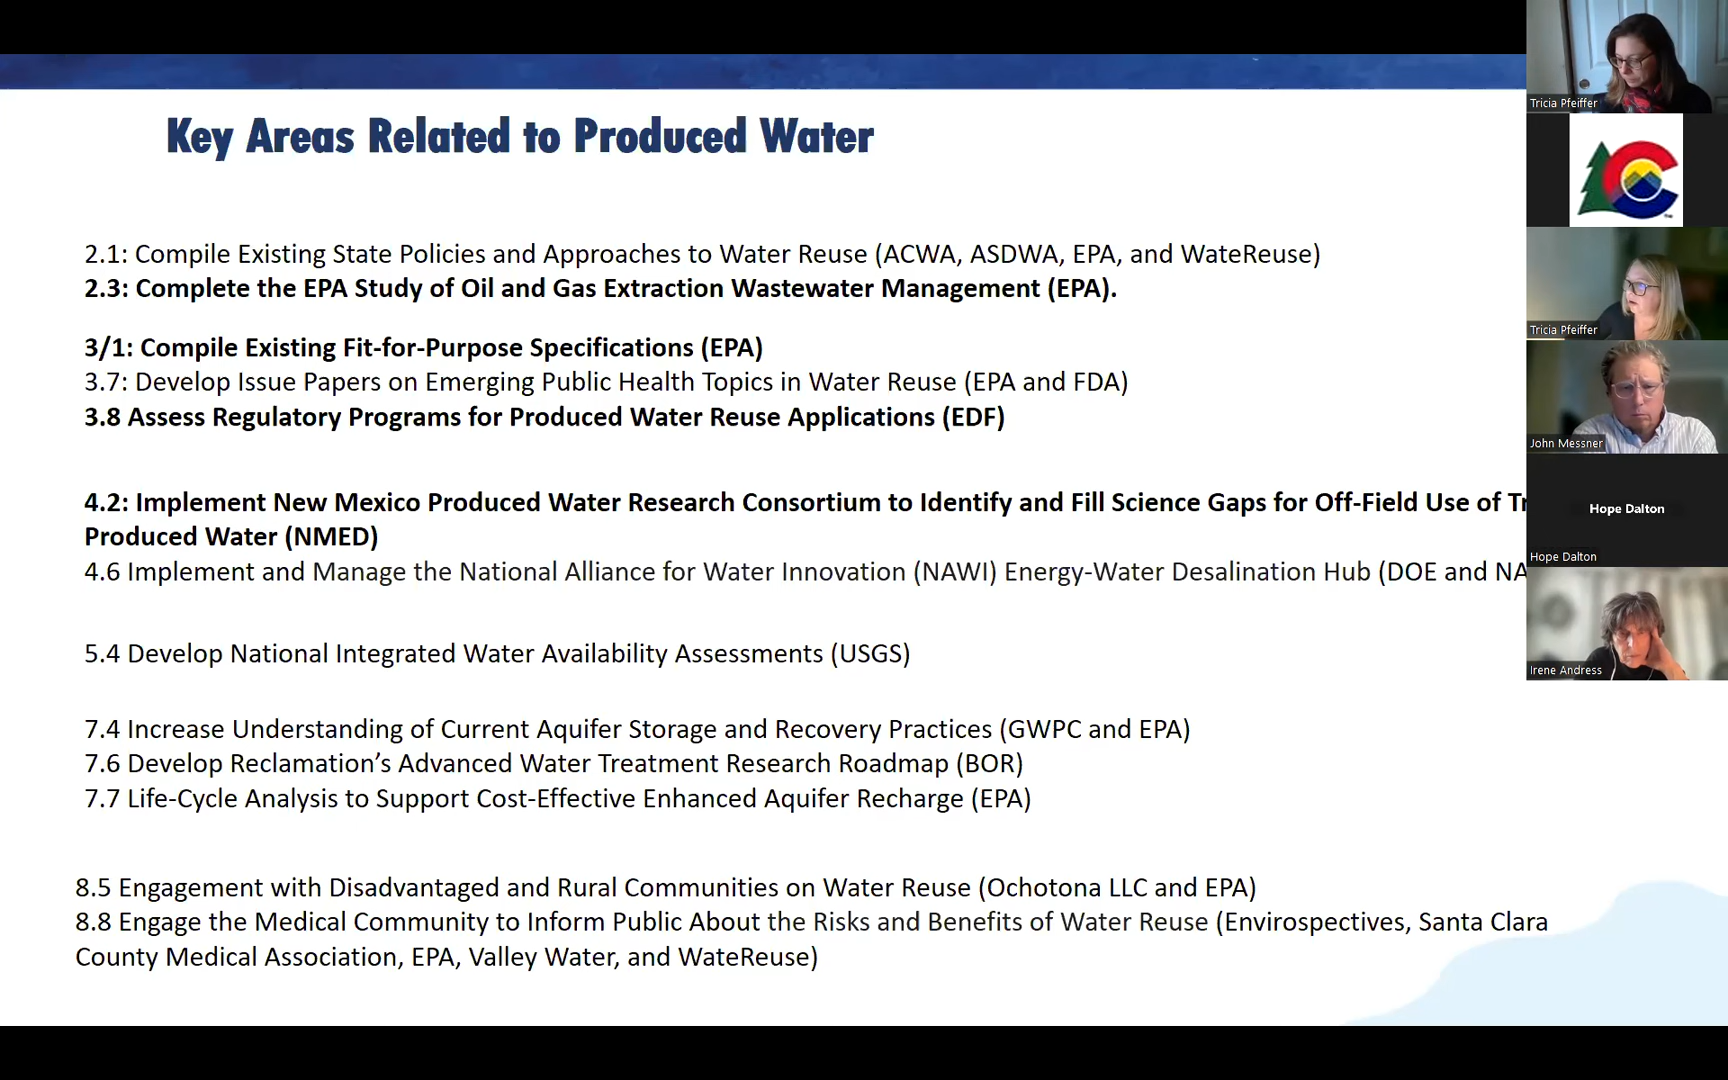 Key Areas Related to Produced Water
2.1: Compile Existing State Policies and Approaches to Water Reuse (ACWA, ASDWA, EPA, and WateReuse)
2.3: Complete the EPA Study of Oil and Gas Extraction Wastewater Management (EPA).
3/1: Compile Existing Fit-for-Purpose Specifications (EPA)
3.7: Develop Issue Papers on Emerging Public Health Topics in Water Reuse (EPA and FDA)
3.8 Assess Regulatory Programs for Produced Water Reuse Applications (EDF)
4.2: Implement New Mexico Produced Water Research Consortium to Identify and Fill Science Gaps for Off-Field Use of
Produced Water (NMED)
4.6 Implement and Manage the National Alliance for Water Innovation (NAWI) Energy-Water Desalination Hub (DOE and
5.4 Develop National Integrated Water Availability Assessments (USGS)
7.4 Increase Understanding of Current Aquifer Storage and Recovery Practices (GWPC and EPA)
7.6 Develop Reclamation’s Advanced Water Treatment Research Roadmap (BOR)
7.7 Life-Cycle Analysis to Support Cost-Effective Enhanced Aquifer Recharge (EPA)
8.5 Engagement with Disadvantaged and Rural Communities on Water Reuse (Ochotona LLC and EPA)
8.8 Engage the Medical Community to Inform Public About the Risks and Benefits of Water Reuse (Envirospectives, Santa Clara
County Medical Association, EPA, Valley Water, and WateReuse)
Tricia Pfeiffer
Tricia Pfeiffer
John Messner
Hope Dalton
Hope Dalton
Irene Andress